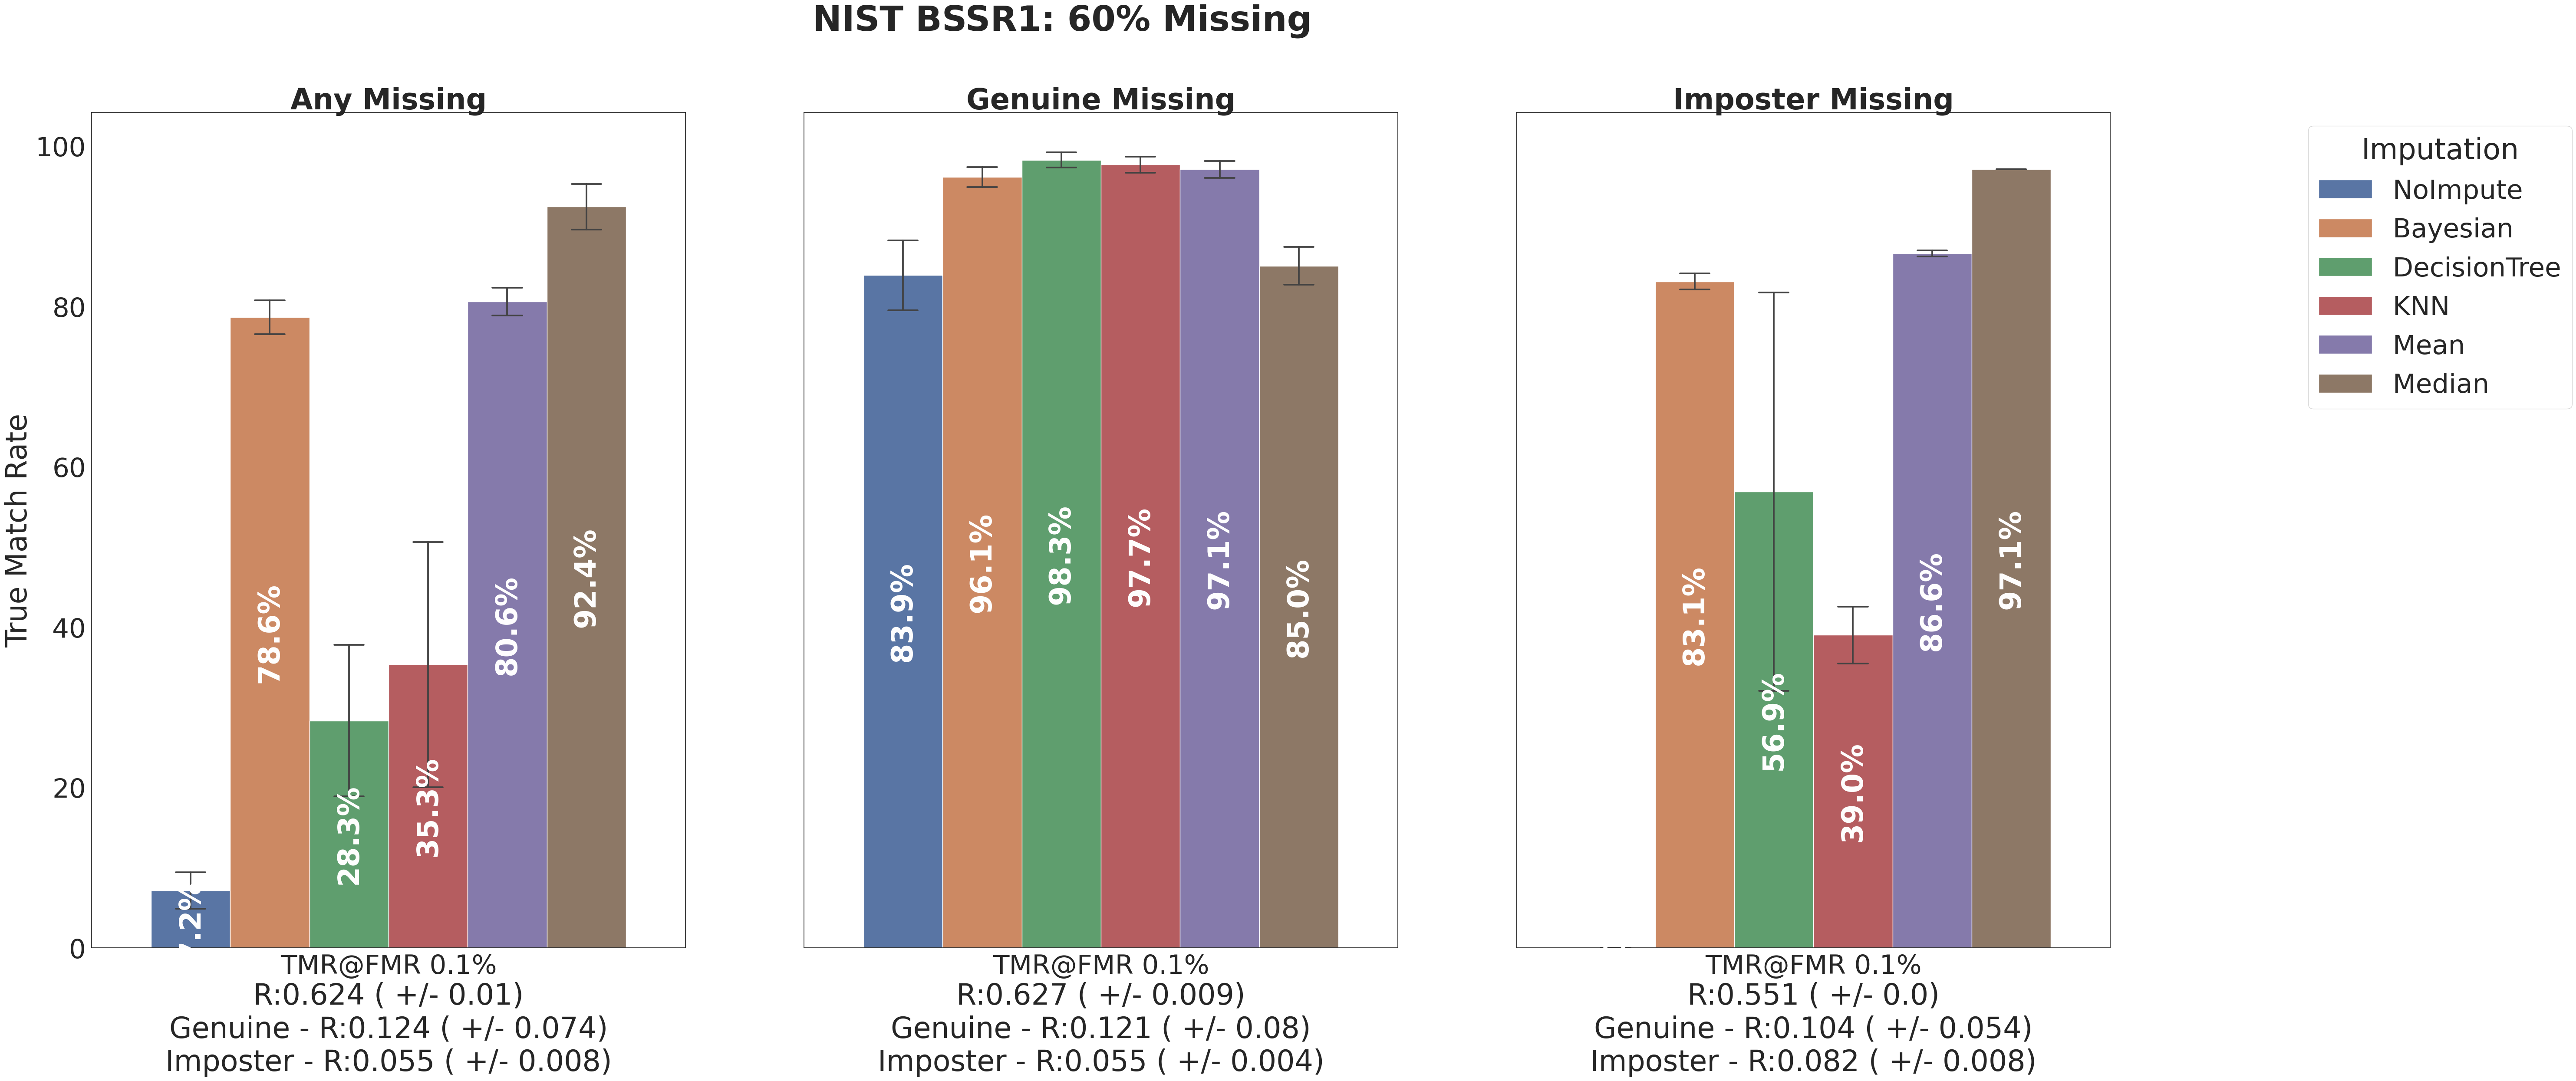 NIST BSSR1: 60% Missing
Any Missing
Genuine Missing
Imposter Missing
True Match Rate
100
80
60
40
20
0
7.2%
78.6%
28.3%
35.3%
80.6%
92.4%
83.9%
96.1%
98.3%
97.7%
97.1%
85.0%
83.1%
56.9%
39.0%
86.6%
97.1%
TMR@FMR 0.1%
R:0.624 ( +/- 0.01)
Genuine - R:0.124 ( +/- 0.074)
Imposter - R:0.055 ( +/- 0.008)
TMR@FMR 0.1%
R:0.627 ( +/- 0.009)
Genuine - R:0.121 ( +/- 0.08)
Imposter - R:0.055 ( +/- 0.004)
TMR@FMR 0.1%
R:0.551 ( +/- 0.0)
Genuine - R:0.104 ( +/- 0.054)
Imposter - R:0.082 ( +/- 0.008)
Imputation
NoImpute
Bayesian
DecisionTree
KNN
Mean
Median